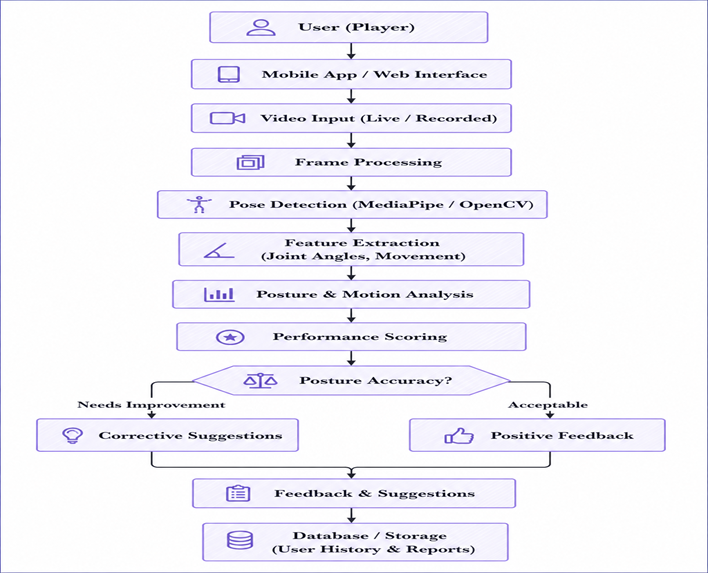 User (Player)
Mobile App / Web Interface
Video Input (Live / Recorded)
Frame Processing
Pose Detection (MediaPipe / OpenCV)
Feature Extraction
(Joint Angles, Movement)
Posture & Motion Analysis
Performance Scoring
Posture Accuracy?
Needs Improvement
Acceptable
Corrective Suggestions
Positive Feedback
Feedback & Suggestions
Database / Storage
(User History & Reports)